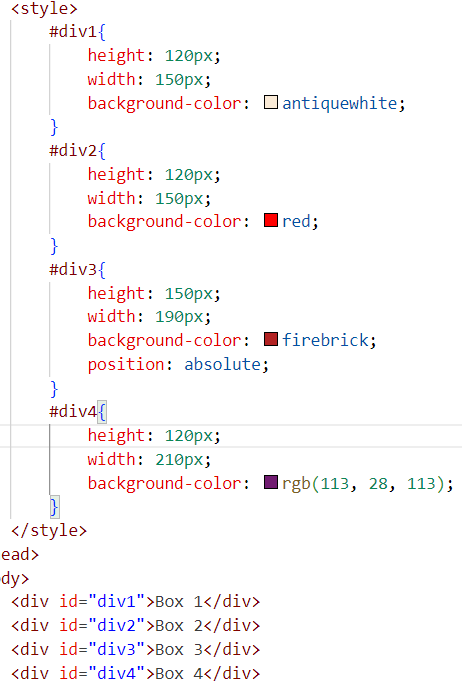 <style>
#div1{
height: 120px;
width: 150px;
background-color: antiquewhite;
}
#div2{
height: 120px;
width: 150px;
background-color: red;
}
#div3{
height: 150px;
width: 190px;
background-color: firebrick;
position: absolute;
}
#div4{
height: 120px;
width: 210px;
background-color: rgb(113, 28, 113);
}
</style>
ead>
dy>
<div id="div1">Box 1</div>
<div id="div2">Box 2</div>
<div id="div3">Box 3</div>
<div id="div4">Box 4</div>